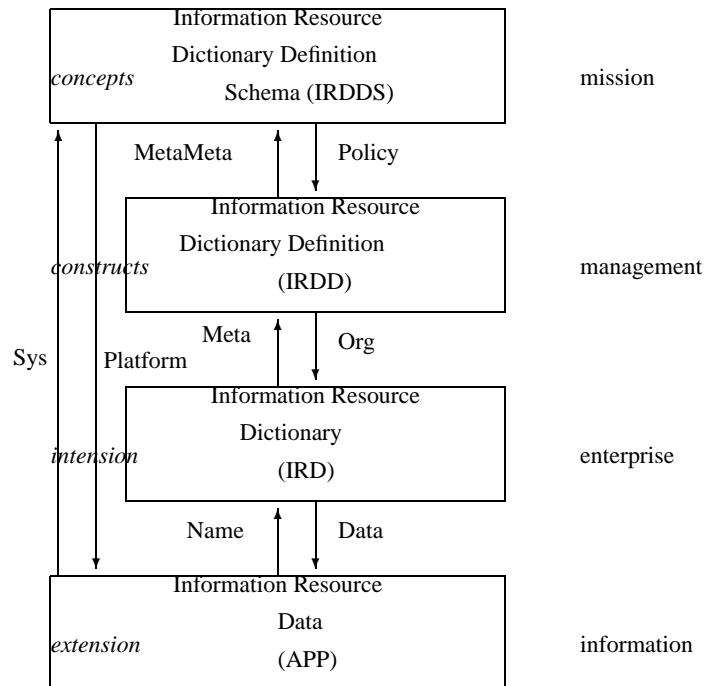 Information Resource
Dictionary Definition
concepts
mission
Schema (IRDDS)
MetaMeta
Policy
Information Resource
Dictionary Definition
constructs
management
(IRDD)
Meta
Org
Sys
Platform
Information Resource
Dictionary
intension
enterprise
(IRD)
Name
Data
Information Resource
Data
extension
information
(APP)